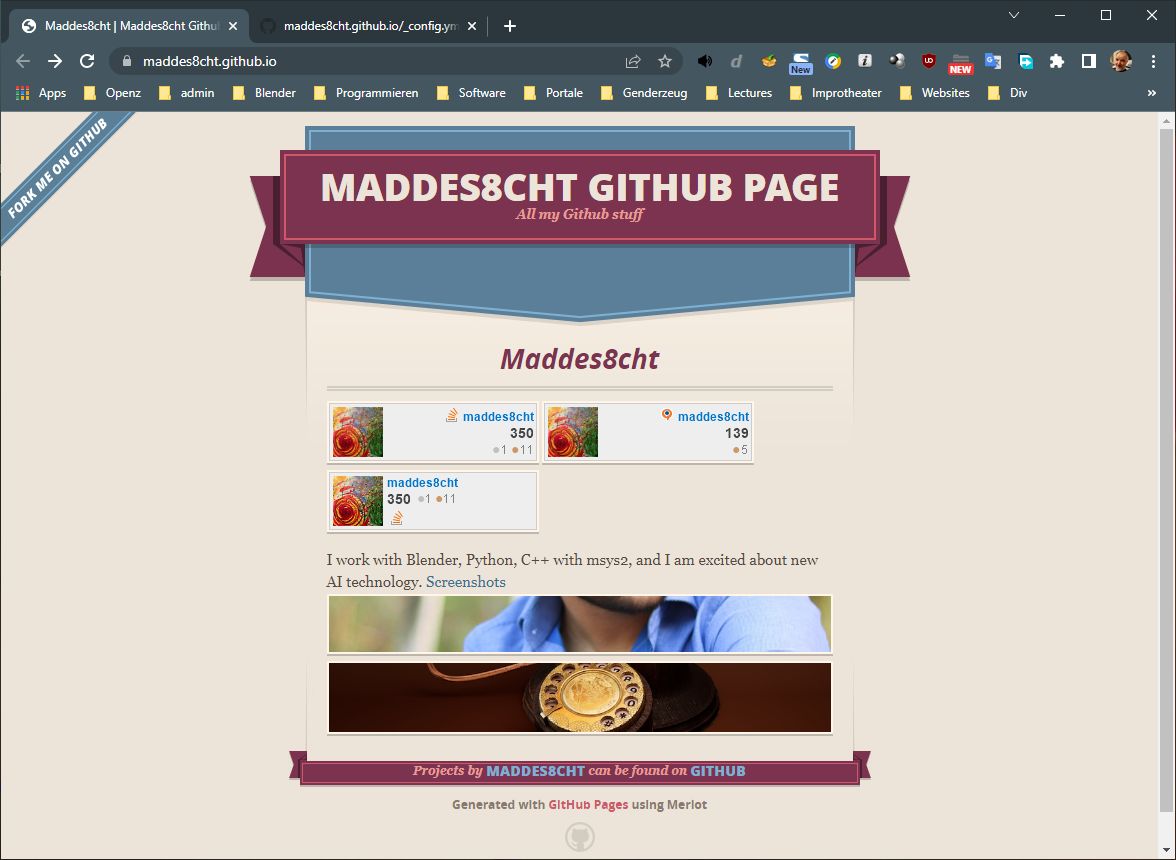 Maddes8cht | Maddes8cht Githu
maddes8cht.github.io/_config.ym
maddes8cht.github.io
New
NEW
Apps
Openz
admin
Blender
Programmieren
Software
Portale
Genderzeug
Lectures
Improtheater
Websites
Div
»
FORK ME ON GITHUB
MADDES8CHT GITHUB PAGE
All my Github stuff
Maddes8cht
maddes8cht
350
1 11
maddes8cht
139
5
maddes8cht
350 1 11
I work with Blender, Python, C++ with msys2, and I am excited about new
AI technology. Screenshots
Projects by MADDES8CHT can be found on GITHUB
Generated with GitHub Pages using Merlot